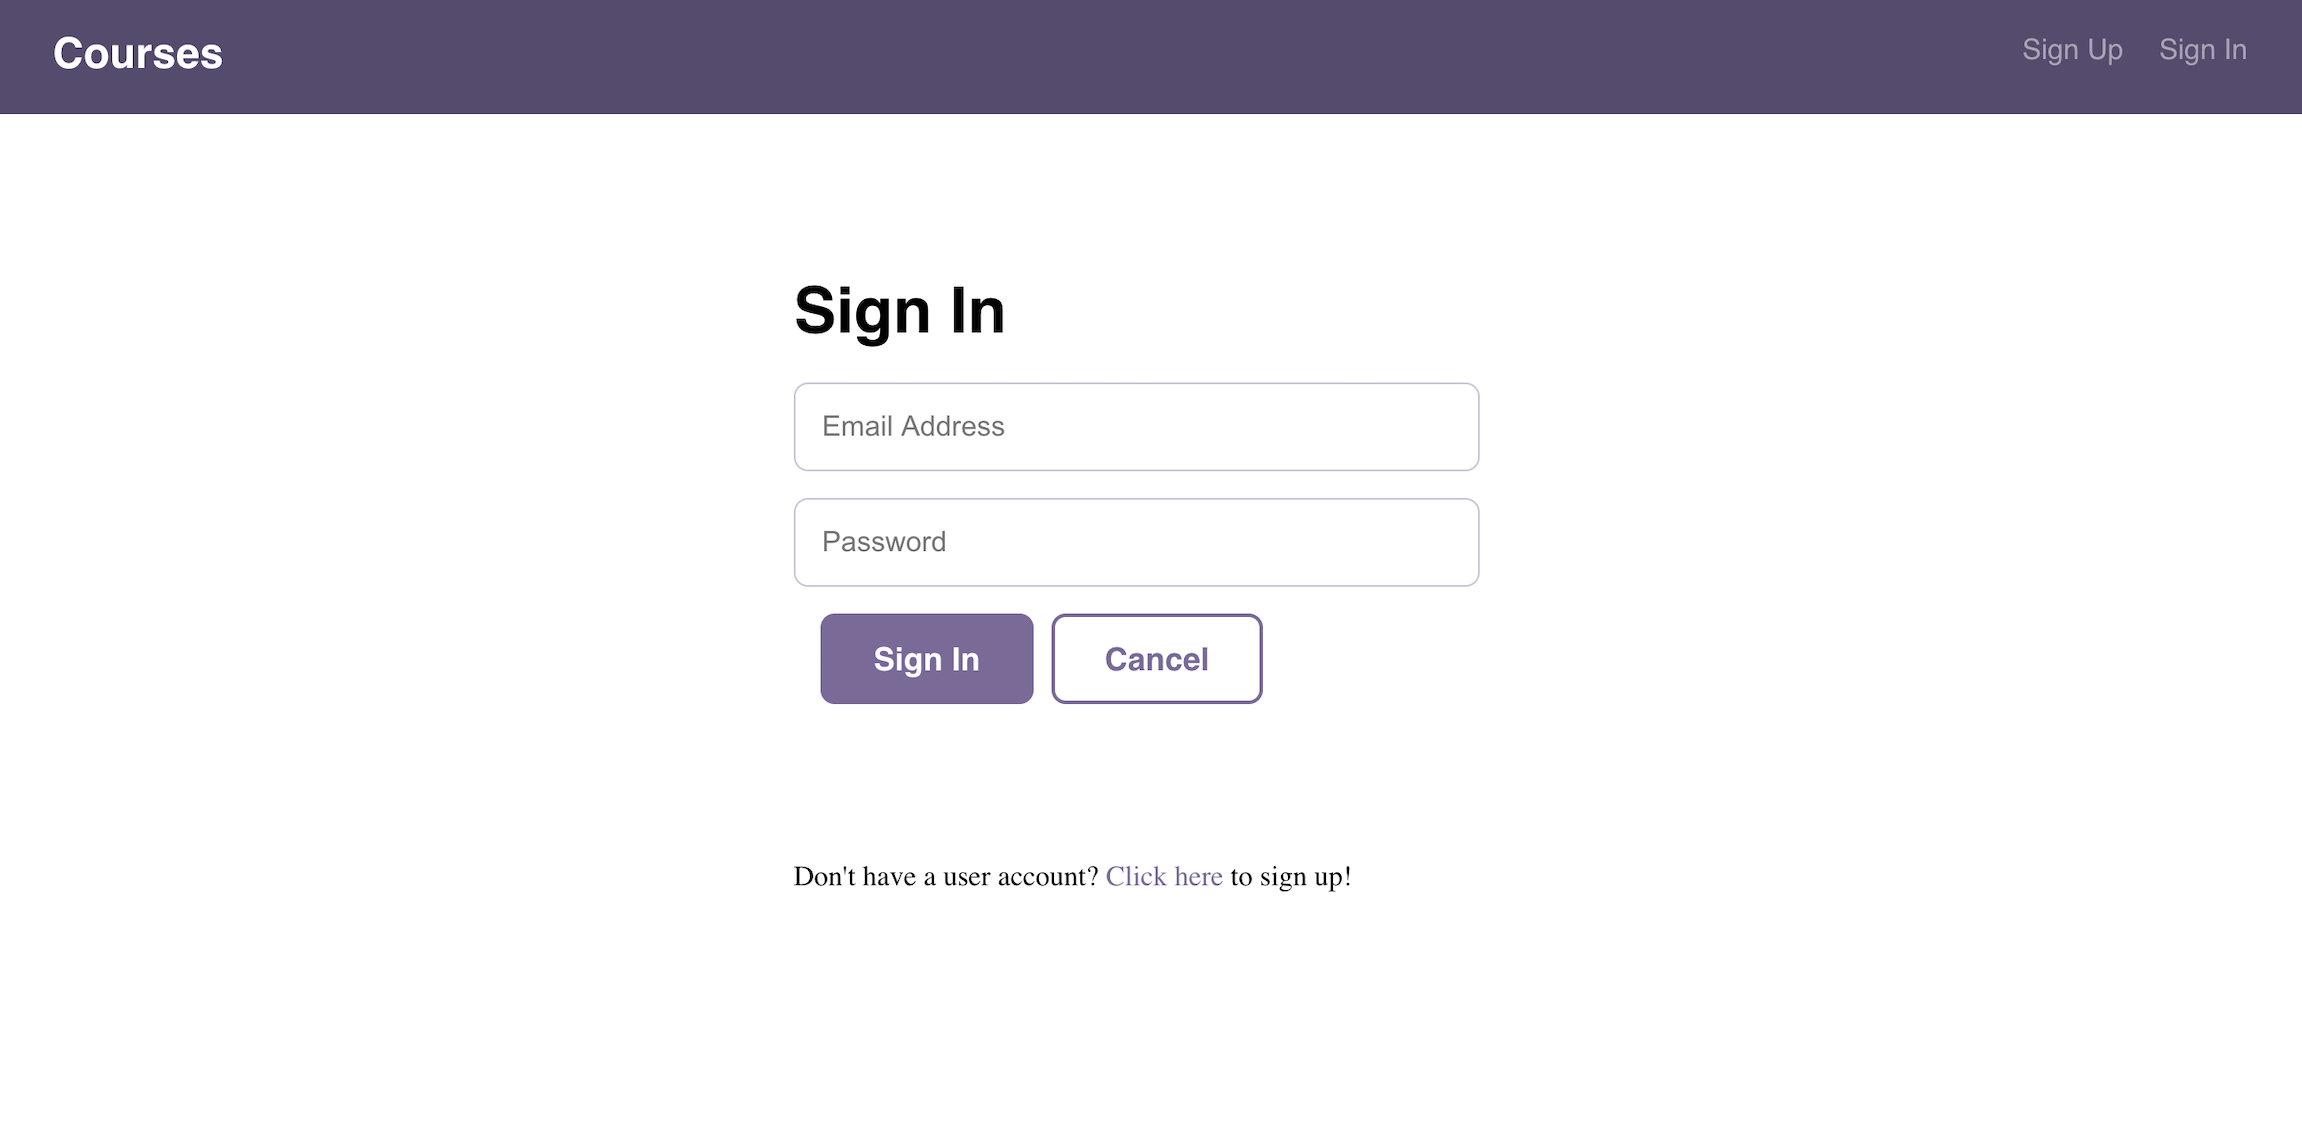 Courses
Sign Up Sign In
Sign In
Email Address
Password
Sign In Cancel
Don't have a user account? Click here to sign up!